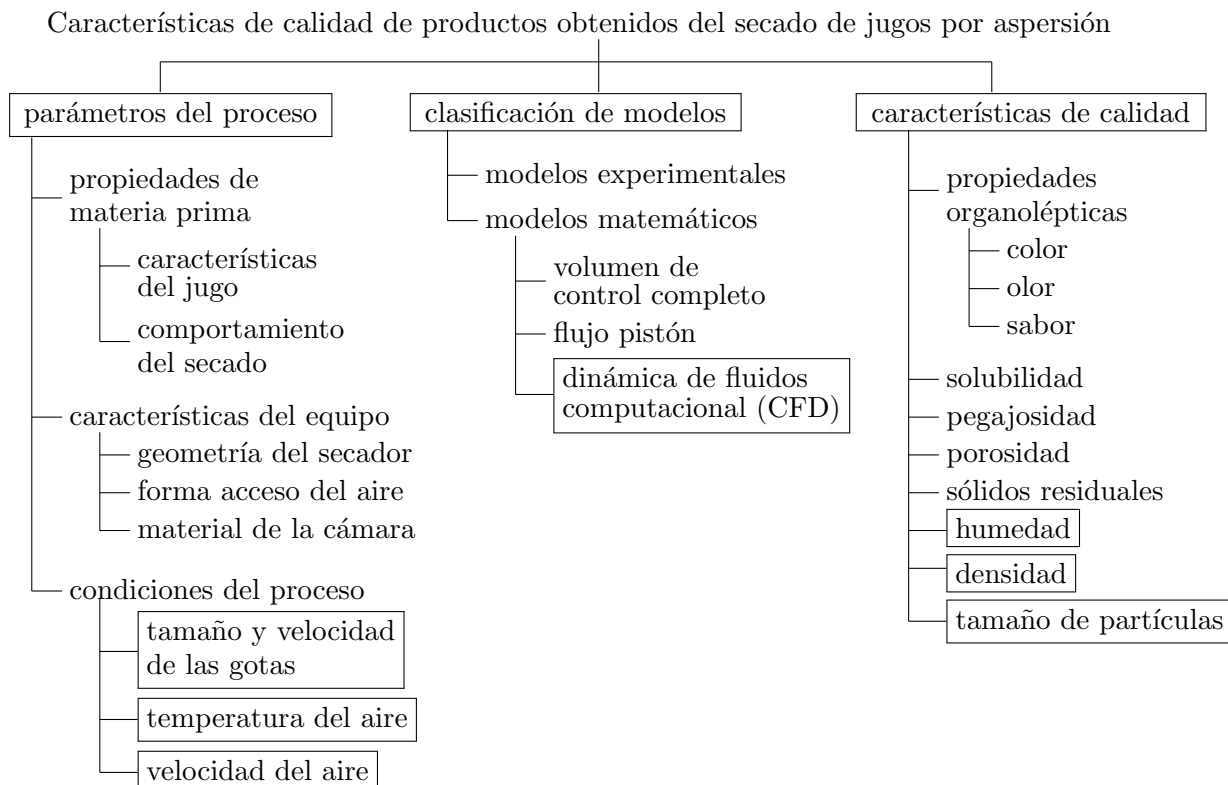 Características de calidad de productos obtenidos del secado de jugos por aspersión
parámetros del proceso
propiedades de
materia prima
características
del jugo
comportamiento
del secado
características del equipo
geometría del secador
forma acceso del aire
material de la cámara
condiciones del proceso
tamaño y velocidad
de las gotas
temperatura del aire
velocidad del aire
clasificación de modelos
modelos experimentales
modelos matemáticos
volumen de
control completo
flujo pistón
dinámica de fluidos
computacional (CFD)
características de calidad
propiedades
organolépticas
color
olor
sabor
solubilidad
pegajosidad
porosidad
sólidos residuales
humedad
densidad
tamaño de partículas